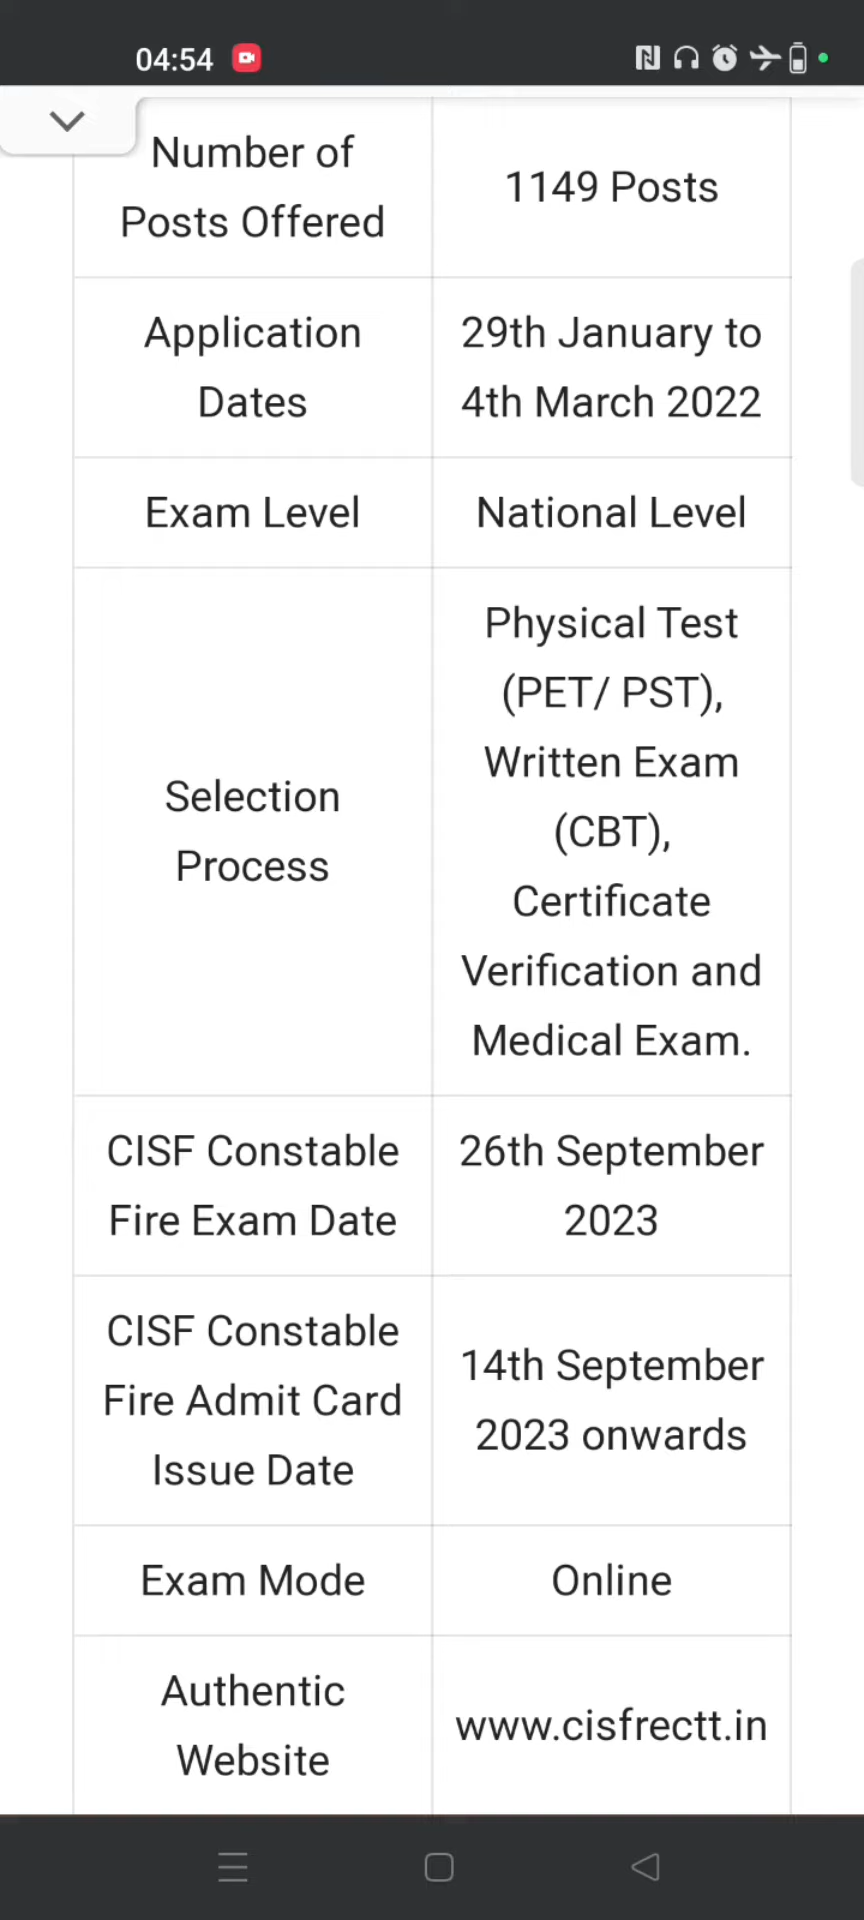 04:54
Number of
Posts Offered
1149 Posts
Application
Dates
29th January to
4th March 2022
Exam Level
National Level
Selection
Process
Physical Test
(PET/ PST),
Written Exam
(CBT),
Certificate
Verification and
Medical Exam.
CISF Constable
Fire Exam Date
26th September
2023
CISF Constable
Fire Admit Card
Issue Date
14th September
2023 onwards
Exam Mode
Online
Authentic
Website
www.cisfrectt.in